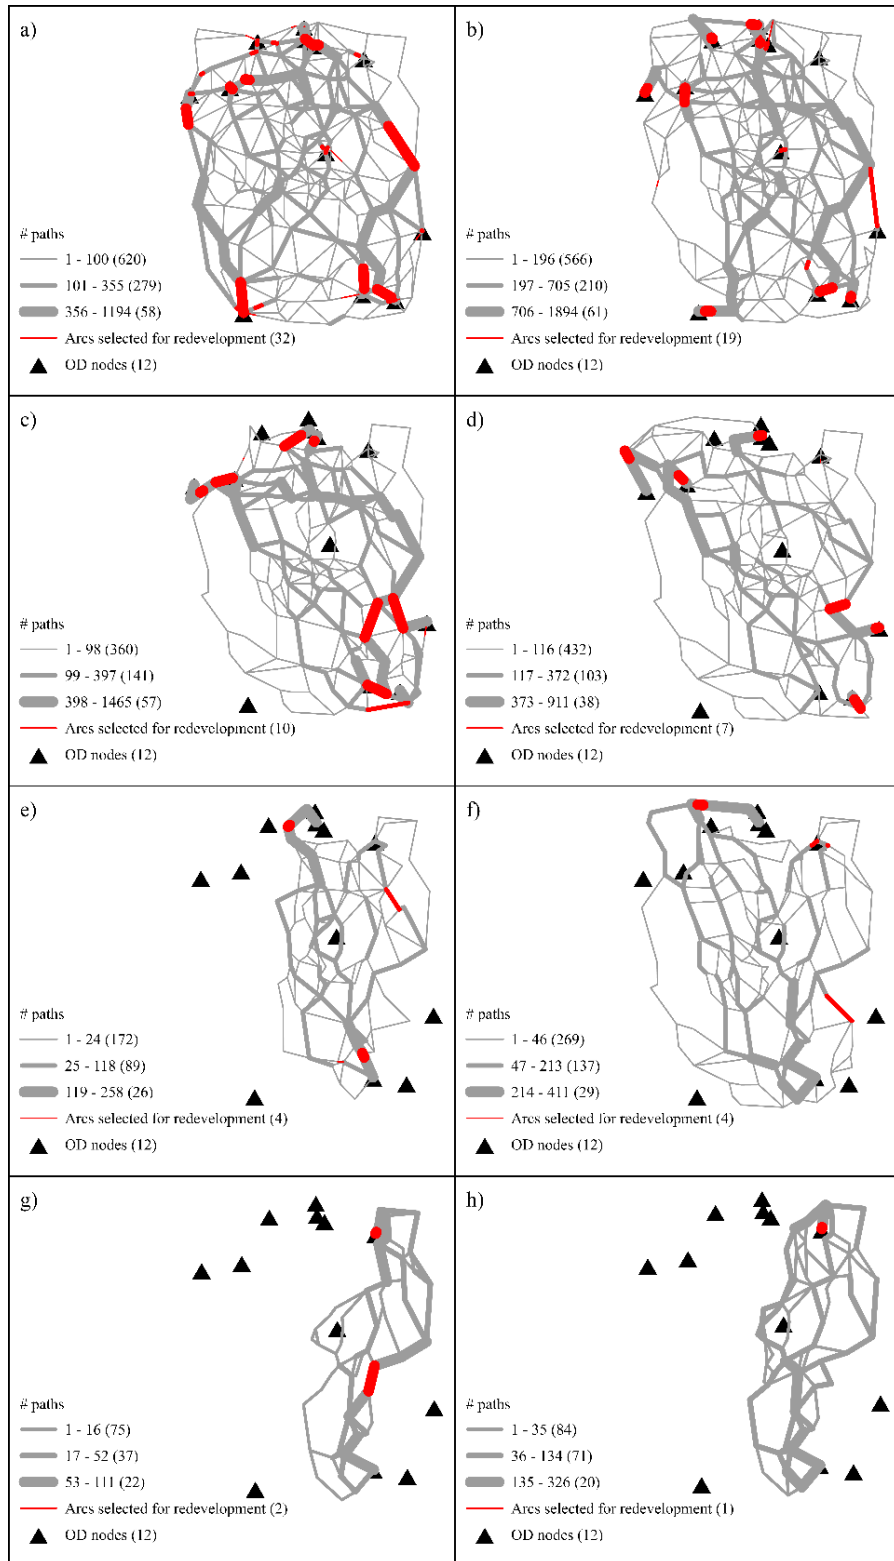 a)
# paths
1 - 100 (620)
101 - 355 (279)
356 - 1194 (58)
Arcs selected for redevelopment (32)
OD nodes (12)
b)
# paths
1 - 196 (566)
197 - 705 (210)
706 - 1894 (61)
Arcs selected for redevelopment (19)
OD nodes (12)
c)
# paths
1 - 98 (360)
99 - 397 (141)
398 - 1465 (57)
Arcs selected for redevelopment (10)
OD nodes (12)
d)
# paths
1 - 116 (432)
117 - 372 (103)
373 - 911 (38)
Arcs selected for redevelopment (7)
OD nodes (12)
e)
# paths
1 - 24 (172)
25 - 118 (89)
119 - 258 (26)
Arcs selected for redevelopment (4)
OD nodes (12)
f)
# paths
1 - 46 (269)
47 - 213 (137)
214 - 411 (29)
Arcs selected for redevelopment (4)
OD nodes (12)
g)
# paths
1 - 16 (75)
17 - 52 (37)
53 - 111 (22)
Arcs selected for redevelopment (2)
OD nodes (12)
h)
# paths
1 - 35 (84)
36 - 134 (71)
135 - 326 (20)
Arcs selected for redevelopment (1)
OD nodes (12)